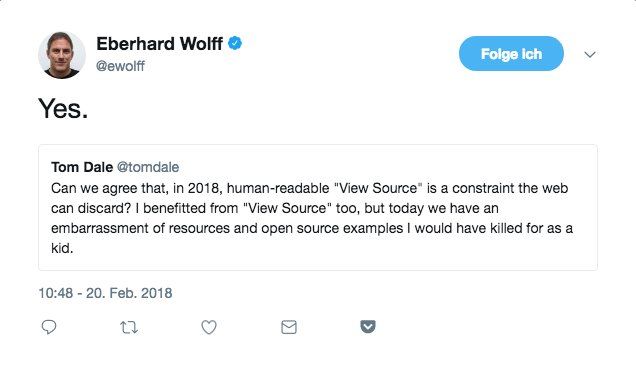 Eberhard Wolff
@ewolff
Folge Ich
Yes.
Tom Dale @tomdale
Can we agree that, in 2018, human-readable "View Source" is a constraint the web
can discard? I benefitted from "View Source" too, but today we have an
embarrassment of resources and open source examples I would have killed for as a
kid.
10:48 - 20. Feb. 2018